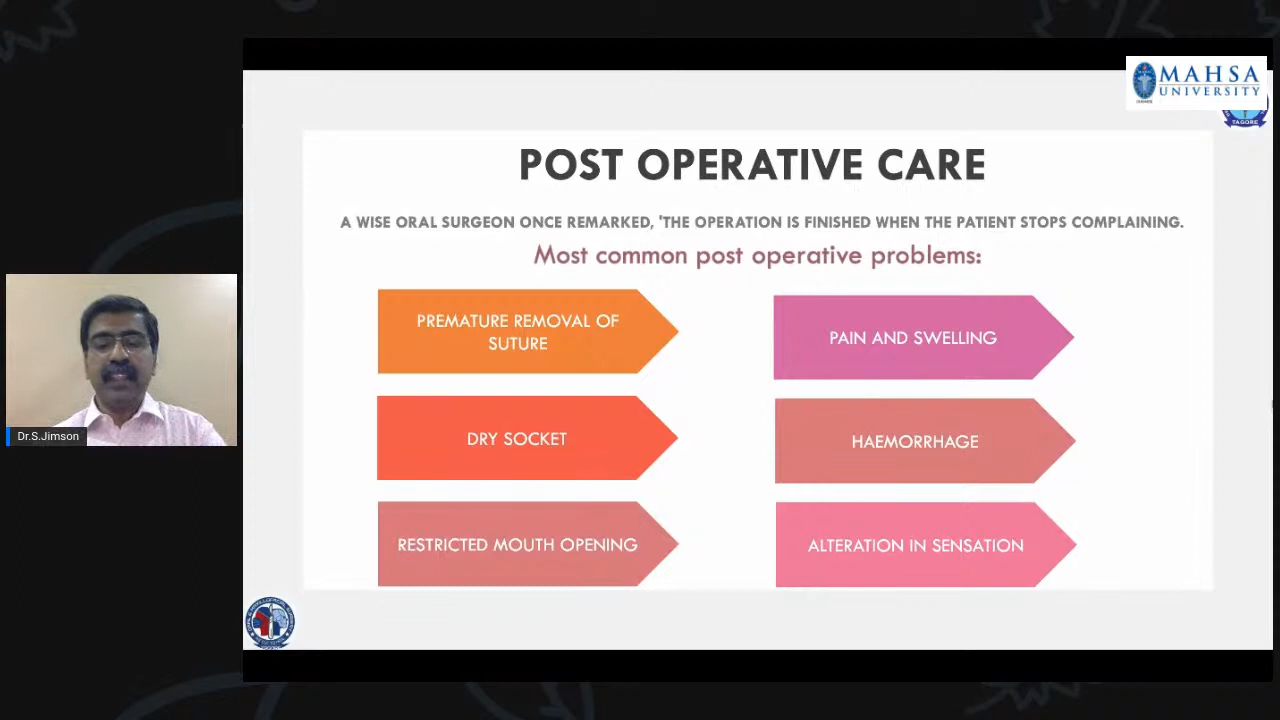 MAHSA
UNIVERSITY
TAGORE
POST OPERATIVE CARE
A WISE ORAL SURGEON ONCE REMARKED, 'THE OPERATION IS FINISHED WHEN THE PATIENT STOPS COMPLAINING.
Most common post operative problems:
PREMATURE REMOVAL OF
SUTURE
PAIN AND SWELLING
DRY SOCKET
HAEMORRHAGE
RESTRICTED MOUTH OPENING
ALTERATION IN SENSATION
Dr.S.Jimson